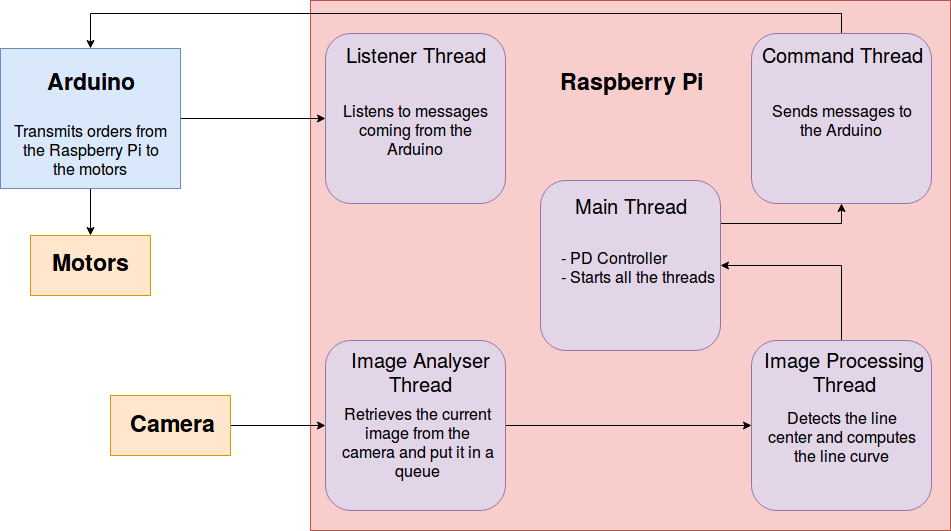 Arduino
Transmits orders from
the Raspberry Pi to
the motors
Motors
Camera
Raspberry Pi
Listener Thread
Listens to messages
coming from the
Arduino
Command Thread
Sends messages to
the Arduino
Main Thread
- PD Controller
- Starts all the threads
Image Analyser
Thread
Retrieves the current
image from the
camera and put it in a
queue
Image Processing
Thread
Detects the line
center and computes
the line curve